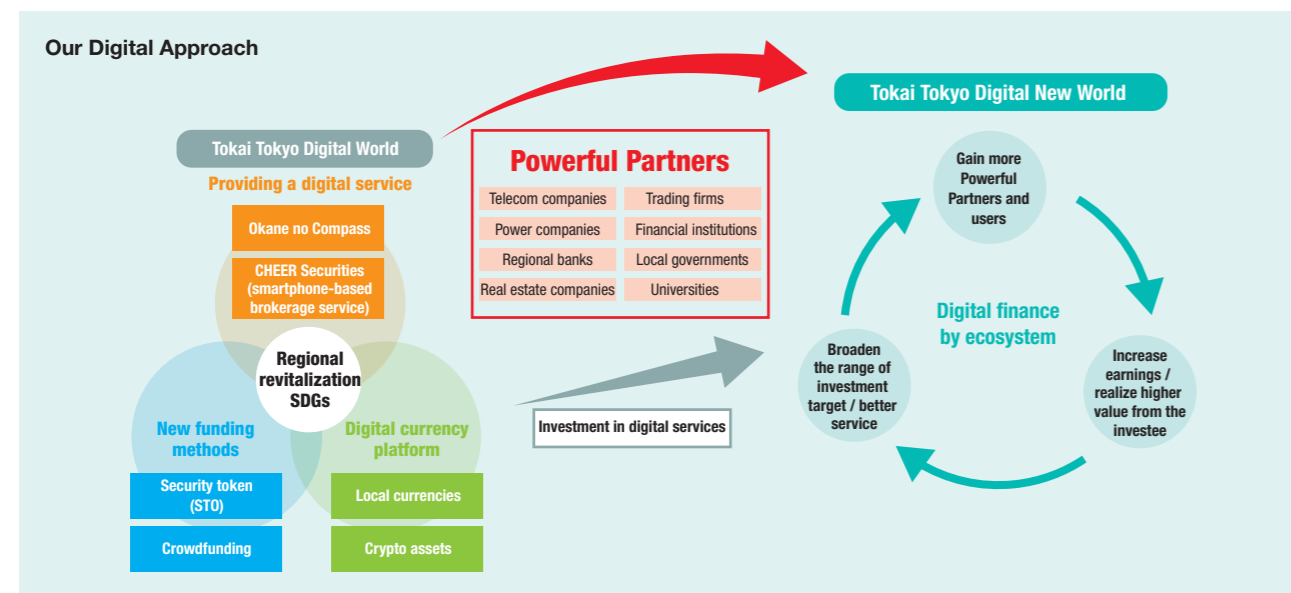 Our Digital Approach
Tokai Tokyo Digital World
Providing a digital service
Okane no Compass
CHEER Securities
(smartphone-based
brokerage service)
Regional
revitalization
SDGs
New funding
methods
Security token
(STO)
Crowdfunding
Digital currency
platform
Local currencies
Crypto assets
Powerful Partners
Telecom companies
Trading firms
Power companies
Financial institutions
Regional banks
Local governments
Real estate companies
Universities
Investment in digital services
Tokai Tokyo Digital New World
Gain more
Powerful
Partners and
users
Digital finance
by ecosystem
Increase
earnings /
realize higher
value from the
investee
Broaden
the range of
investment
target / better
service